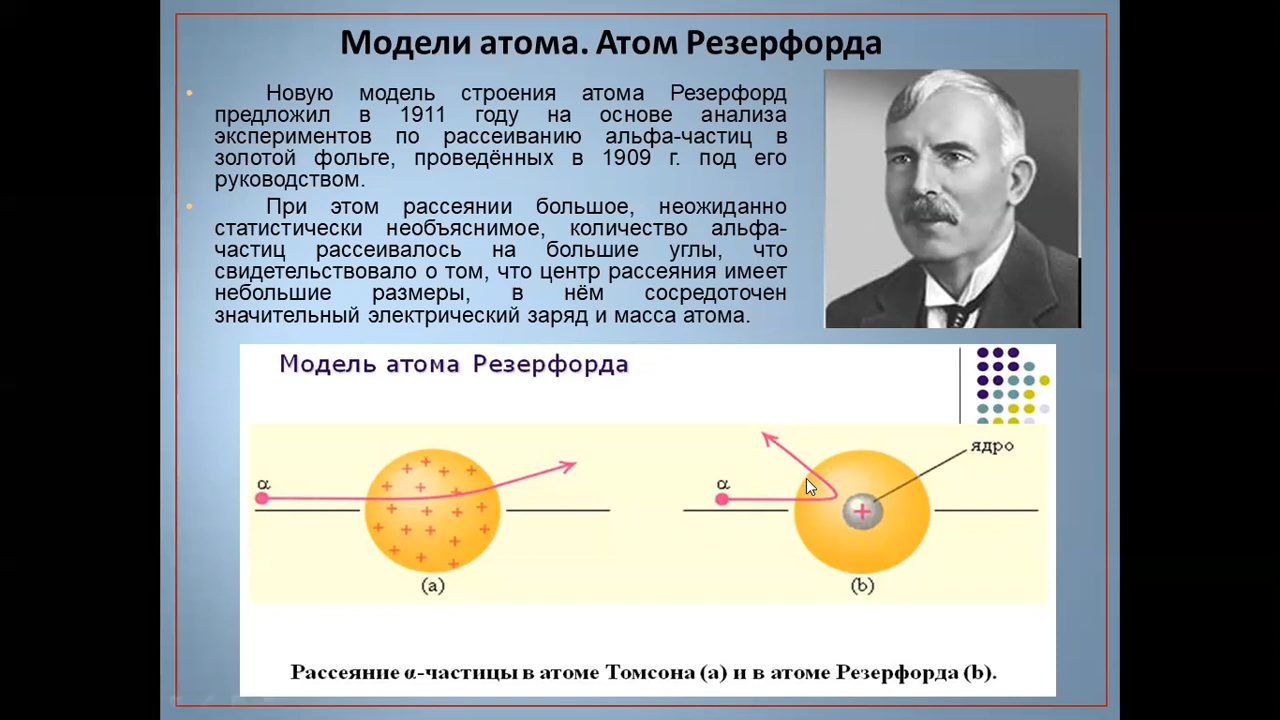 Модели атома. Атом Резерфорда
• Новую модель строения атома Резерфорд
предложил в 1911 году на основе анализа
экспериментов по рассеиванию альфа-частиц в
золотой фольге, проведённых в 1909 г. под его
руководством.
• При этом рассеянии большое, неожиданно
статистически необъяснимое, количество альфа-
частиц рассеивалось на большие углы, что
свидетельствовало о том, что центр рассеяния имеет
небольшие размеры, в нём сосредоточен
значительный электрический заряд и масса атома.
Модель атома Резерфорда
α
α
ядро
+
(a)
(b)
Рассеяние α-частицы в атоме Томсона (a) и в атоме Резерфорда (b).